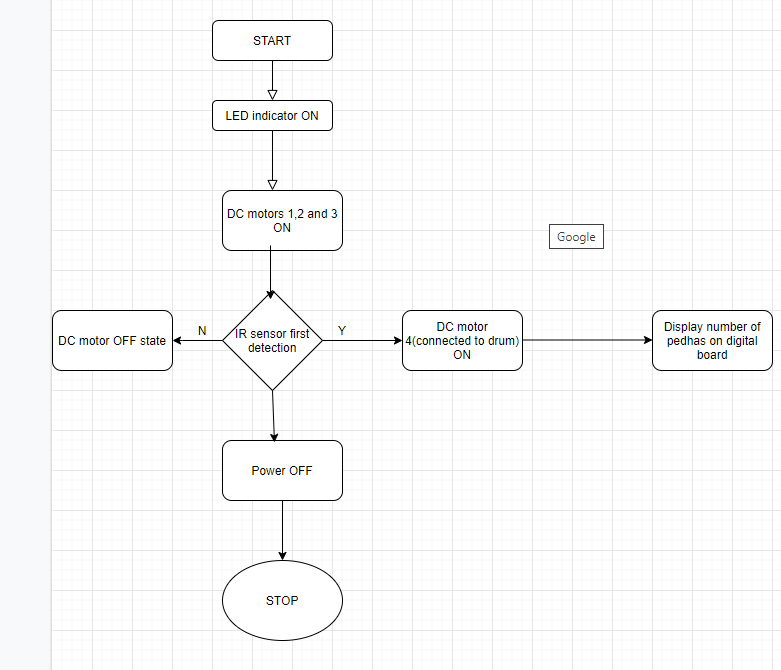 START
LED indicator ON
DC motors 1,2 and 3
ON
Google
DC motor OFF state
N
IR sensor first
detection
Y
DC motor
4(connected to drum)
ON
Display number of
pedhas on digital
board
Power OFF
STOP